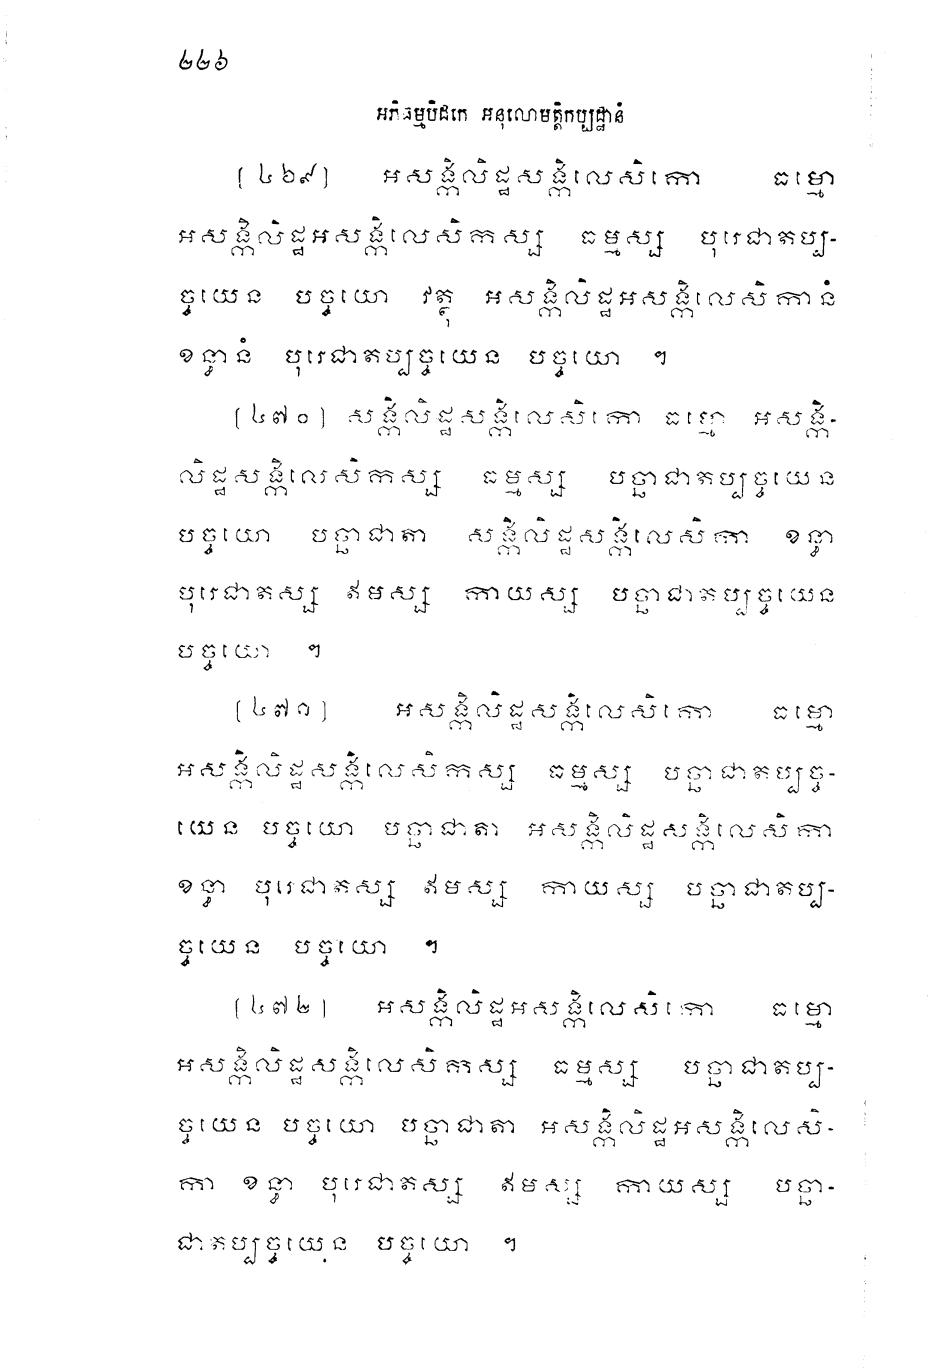 ២២៦
អភិធម្មបិដកេ អនុលោមត្តិកប្បដ្ឋានំ
[៤៦៩] អសង្កិលិដ្ឋសង្កិលេសិកោ ធម្មោ
អសង្កិលិដ្ឋអសង្កិលេសិកស្ស ធម្មស្ស បុរេជាតប្ប-
ច្ចយេន បច្ចយោ វត្ថុ អសង្កិលិដ្ឋអសង្កិលេសិកានំ
ខន្ធានំ បុរេជាតប្បច្ចយេន បច្ចយោ ។
[៤៧០] សង្កិលិដ្ឋសង្កិលេសិកោ ធម្មោ អសង្កិ-
លិដ្ឋសង្កិលេសិកស្ស ធម្មស្ស បច្ឆាជាតប្បច្ចយេន
បច្ចយោ បច្ឆាជាតា សង្កិលិដ្ឋសង្កិលេសិកា ខន្ធា
បុរេជាតស្ស ឥមស្ស កាយស្ស បច្ឆាជាតប្បច្ចយេន
បច្ចយោ ។
[៤៧១] អសង្កិលិដ្ឋសង្កិលេសិកោ ធម្មោ
អសង្កិលិដ្ឋសង្កិលេសិកស្ស ធម្មស្ស បច្ឆាជាតប្បច្ច-
យេន បច្ចយោ បច្ឆាជាតា អសង្កិលិដ្ឋសង្កិលេសិកា
ខន្ធា បុរេជាតស្ស ឥមស្ស កាយស្ស បច្ឆាជាតប្ប-
ច្ចយេន បច្ចយោ ។
[៤៧២] អសង្កិលិដ្ឋអសង្កិលេសិកោ ធម្មោ
អសង្កិលិដ្ឋសង្កិលេសិកស្ស ធម្មស្ស បច្ឆាជាតប្ប-
ច្ចយេន បច្ចយោ បច្ឆាជាតា អសង្កិលិដ្ឋអសង្កិលេសិ-
កា ខន្ធា បុរេជាតស្ស ឥមស្ស កាយស្ស បច្ឆា-
ជាតប្បច្ចយេន បច្ចយោ ។